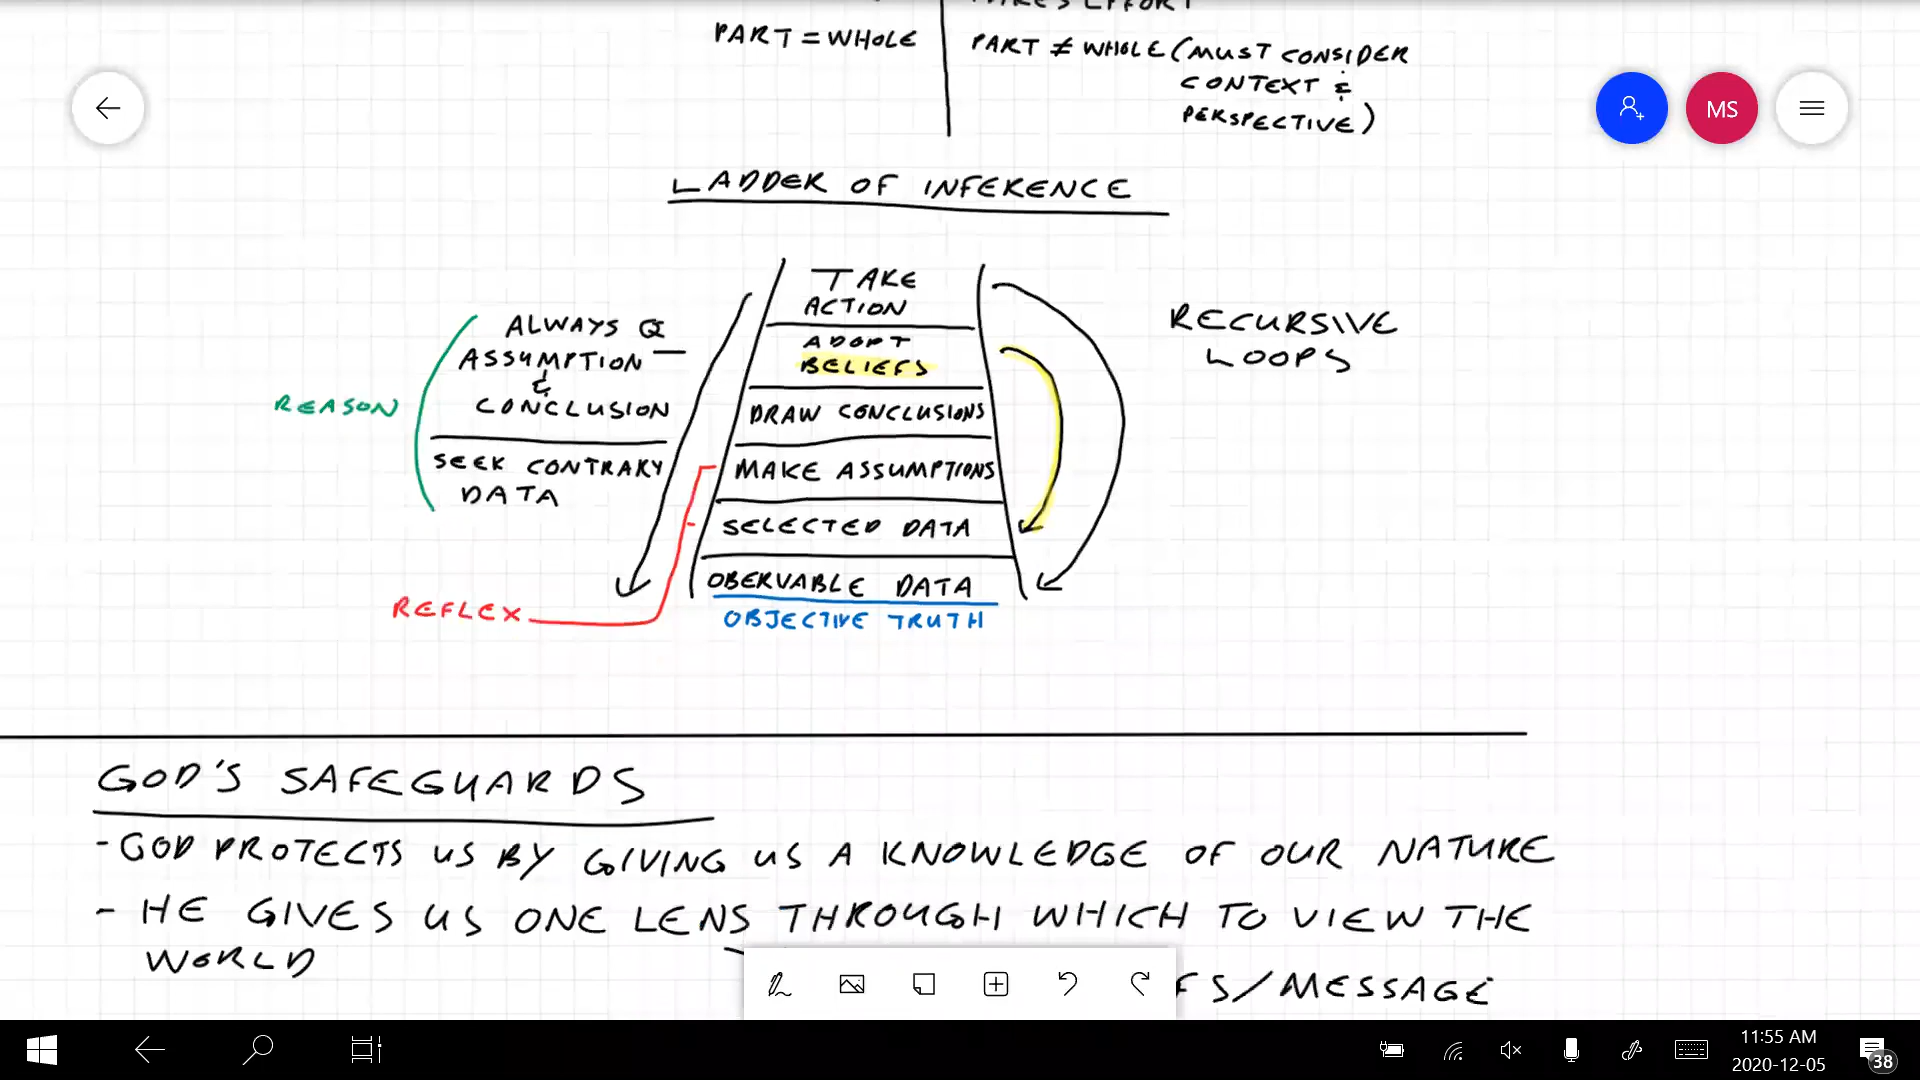 PART = WHOLE
PART ≠ WHOLE (MUST CONSIDER
CONTEXT &
PERSPECTIVE)
MS
LADDER OF INFERENCE
TAKE
ACTION
ADOPT
BELIEFS
DRAW CONCLUSIONS
MAKE ASSUMPTIONS
SELECTED DATA
OBERVABLE DATA
OBJECTIVE TRUTH
RECURSIVE
LOOPS
ALWAYS Q
ASSUMPTION
&
CONCLUSION
SEEK CONTRARY
DATA
REASON
REFLEX
GOD'S SAFEGUARDS
- GOD PROTECTS US BY GIVING US A KNOWLEDGE OF OUR NATURE
- HE GIVES US ONE LENS THROUGH WHICH TO VIEW THE
WORLD
/MESSAGE
11:55 AM
2020-12-05
38